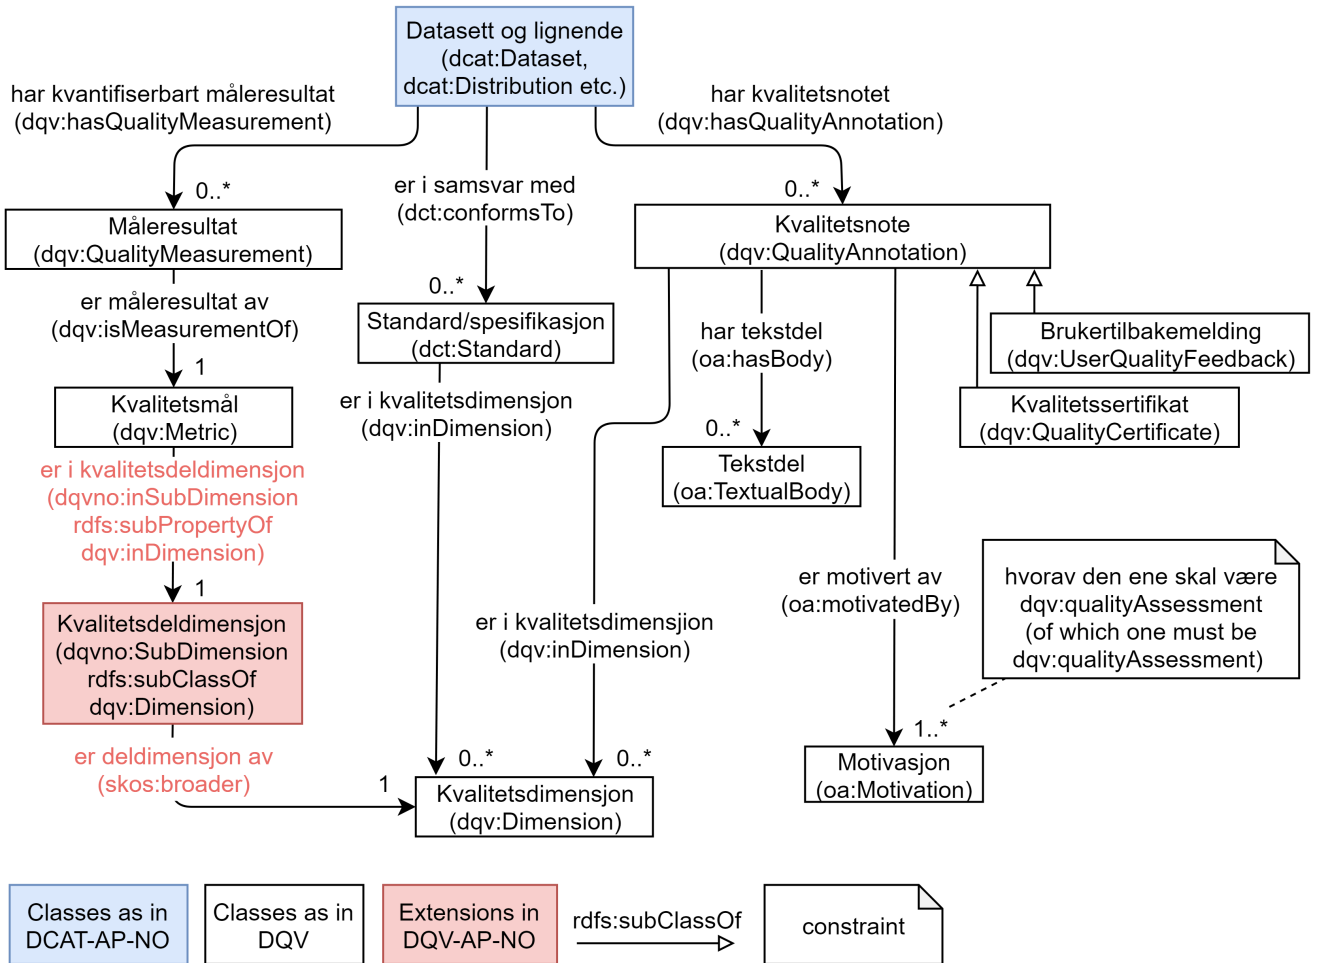 Datasett og lignende
(dcat:Dataset,
dcat:Distribution etc.)
har kvantifiserbart måleresultat
(dqv:hasQualityMeasurement)
har kvalitetsnotet
(dqv:hasQualityAnnotation)
0..*
er i samsvar med
(dct:conformsTo)
0..*
Måleresultat
(dqv:QualityMeasurement)
Kvalitetsnote
(dqv:QualityAnnotation)
er måleresultat av
(dqv:isMeasurementOf)
0..*
Standard/spesifikasjon
(dct:Standard)
har tekstdel
(oa:hasBody)
Brukertilbakemelding
(dqv:UserQualityFeedback)
1
Kvalitetsmål
(dqv:Metric)
er i kvalitetsdimensjon
(dqv:inDimension)
Kvalitetssertifikat
(dqv:QualityCertificate)
0..*
Tekstdel
(oa:TextualBody)
er i kvalitetsdeldimensjon
(dqvno:inSubDimension
rdfs:subPropertyOf
dqv:inDimension)
1
Kvalitetsdeldimensjon
(dqvno:SubDimension
rdfs:subClassOf
dqv:Dimension)
er i kvalitetsdimesjion
(dqv:inDimension)
er motivert av
(oa:motivatedBy)
hvorav den ene skal være
dqv:qualityAssessment
(of which one must be
dqv:qualityAssessment)
er deldimensjon av
(skos:broader)
1
0..*
0..*
1..*
Kvalitetsdimensjon
(dqv:Dimension)
Motivasjon
(oa:Motivation)
Classes as in
DCAT-AP-NO
Classes as in
DQV
Extensions in
DQV-AP-NO
rdfs:subClassOf
constraint